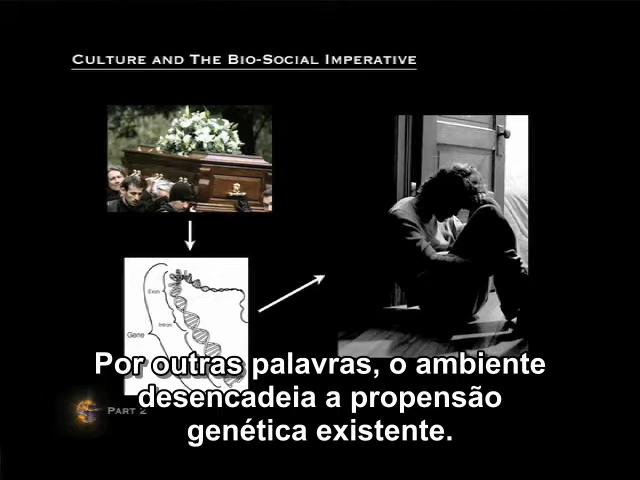 CULTURE AND THE BIO-SOCIAL IMPERATIVE
Exon
Intron
Gene
Por outras palavras, o ambiente
desencadeia a propensão
genética existente.
PART 2